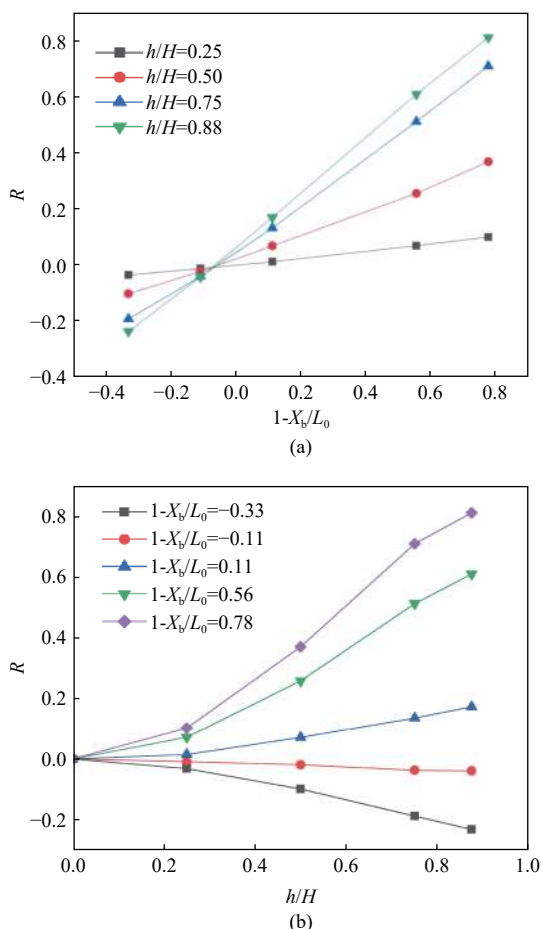 0.8
h/H=0.25
h/H=0.50
0.6
h/H=0.75
h/H=0.88
0.4
R
0.2
0.0
−0.2
−0.4
−0.4 −0.2 0.0 0.2 0.4 0.6 0.8
1-Xb/L0
(a)
0.8
1-Xb/L0=−0.33
1-Xb/L0=−0.11
1-Xb/L0=0.11
0.6
1-Xb/L0=0.56
1-Xb/L0=0.78
0.4
R
0.2
0.0
−0.2
0.0 0.2 0.4 0.6 0.8 1.0
h/H
(b)